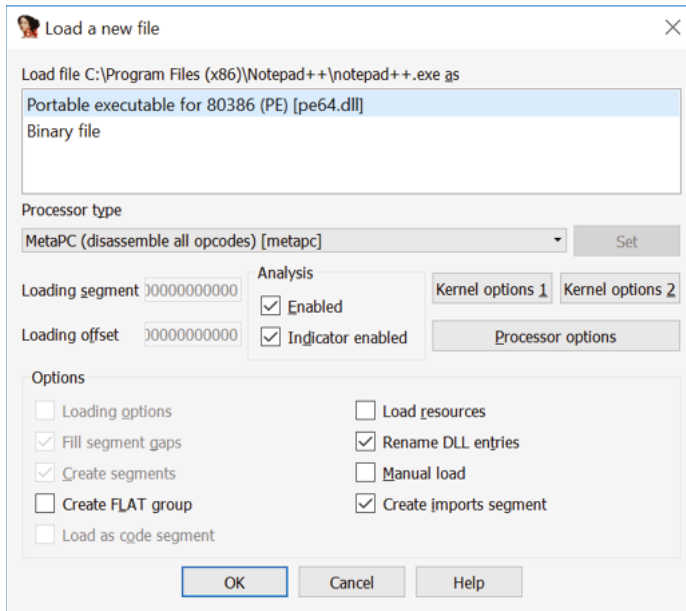 Load a new file
Load file C:\Program Files (x86)\Notepad++\notepad++.exe as
Portable executable for 80386 (PE) [pe64.dll]
Binary file
Processor type
MetaPC (disassemble all opcodes) [metapc]
Set
Loading segment
Loading offset
Analysis
Enabled
Indicator enabled
Kernel options 1
Kernel options 2
Processor options
Options
Loading options
Fill segment gaps
Create segments
Create FLAT group
Load as code segment
Load resources
Rename DLL entries
Manual load
Create imports segment
OK
Cancel
Help